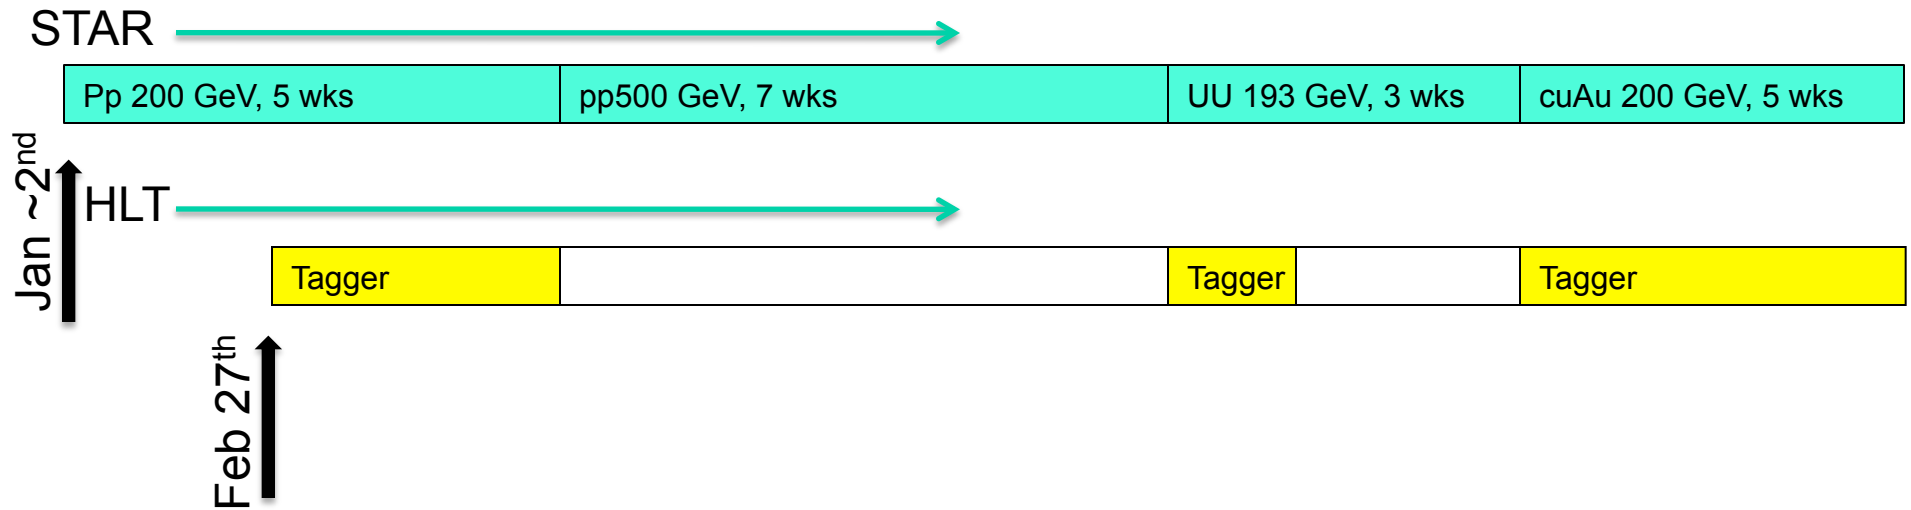 STAR
Pp 200 GeV, 5 wks
pp500 GeV, 7 wks
UU 193 GeV, 3 wks
cuAu 200 GeV, 5 wks
Jan ~2nd
HLT
Tagger
Tagger
Tagger
Feb 27th